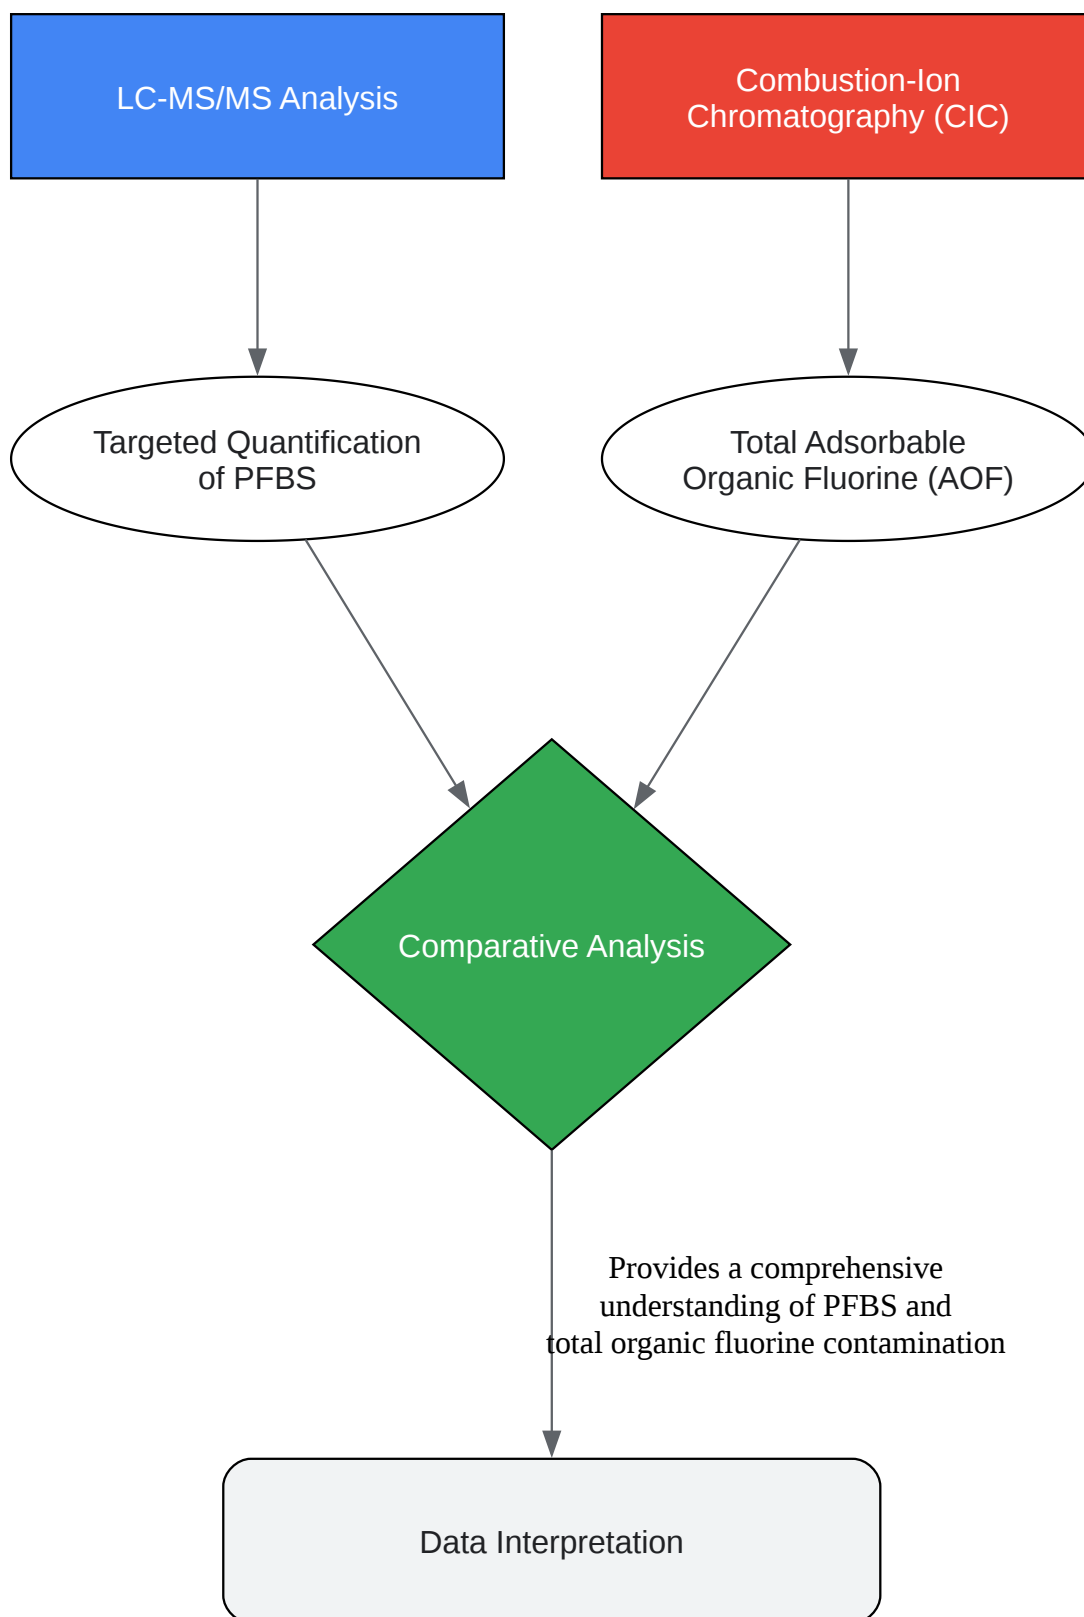 LC-MS/MS Analysis
Combustion-Ion
Chromatography (CIC)
Targeted Quantification
of PFBS
Total Adsorbable
Organic Fluorine (AOF)
Comparative Analysis
Provides a comprehensive
understanding of PFBS and
total organic fluorine contamination
Data Interpretation